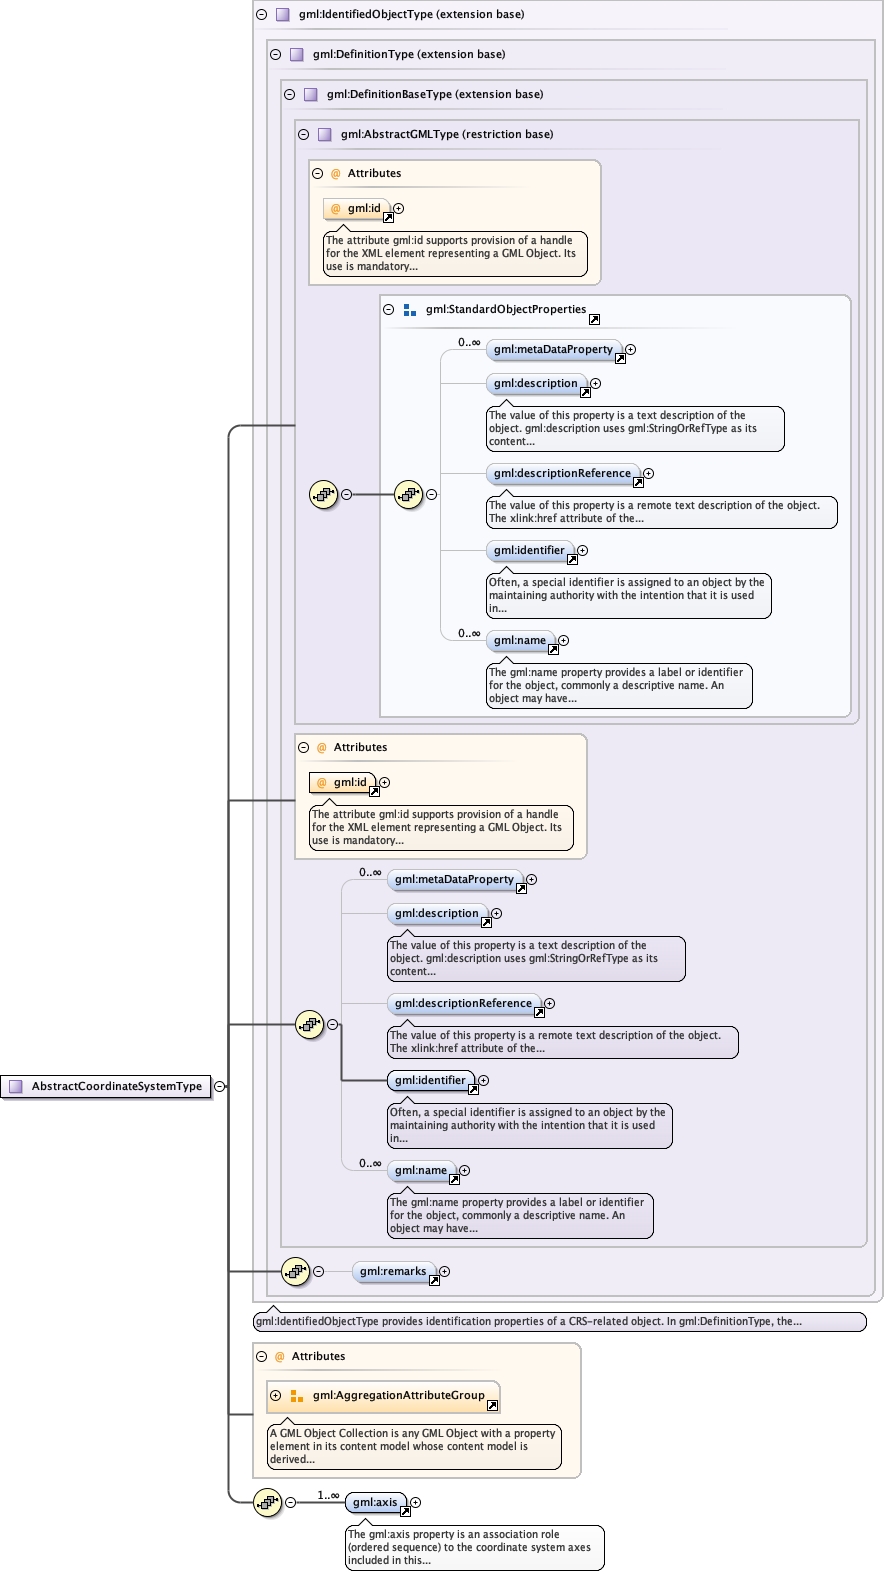 gml:IdentifiedObjectType (extension base)
gml:DefinitionType (extension base)
gml:DefinitionBaseType (extension base)
gml:AbstractGMLType (restriction base)
@ Attributes
@ gml:id
The attribute gml:id supports provision of a handle
for the XML element representing a GML Object. Its
use is mandatory...
gml:StandardObjectProperties
0..∞
gml:metaDataProperty
gml:description
The value of this property is a text description of the
object. gml:description uses gml:StringOrRefType as its
content...
gml:descriptionReference
The value of this property is a remote text description of the object.
The xlink:href attribute of the...
gml:identifier
Often, a special identifier is assigned to an object by the
maintaining authority with the intention that it is used
in...
0..∞
gml:name
The gml:name property provides a label or identifier
for the object, commonly a descriptive name. An
object may have...
@ Attributes
@ gml:id
The attribute gml:id supports provision of a handle
for the XML element representing a GML Object. Its
use is mandatory...
0..∞
gml:metaDataProperty
gml:description
The value of this property is a text description of the
object. gml:description uses gml:StringOrRefType as its
content...
gml:descriptionReference
The value of this property is a remote text description of the object.
The xlink:href attribute of the...
gml:identifier
AbstractCoordinateSystemType
Often, a special identifier is assigned to an object by the
maintaining authority with the intention that it is used
in...
0..∞
gml:name
The gml:name property provides a label or identifier
for the object, commonly a descriptive name. An
object may have...
gml:remarks
gml:IdentifiedObjectType provides identification properties of a CRS-related object. In gml:DefinitionType, the...
@ Attributes
gml:AggregationAttributeGroup
A GML Object Collection is any GML Object with a property
element in its content model whose content model is
derived...
1..∞
gml:axis
The gml:axis property is an association role
(ordered sequence) to the coordinate system axes
included in this...